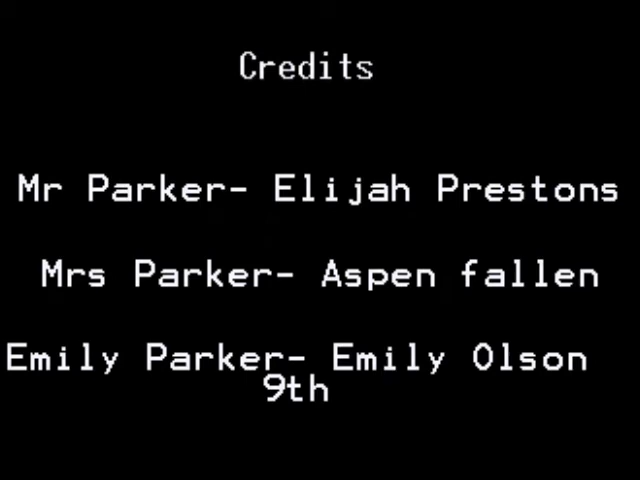 Credits
Mr Parker- Elijah Prestons
Mrs Parker- Aspen fallen
Emily Parker- Emily Olson
9th